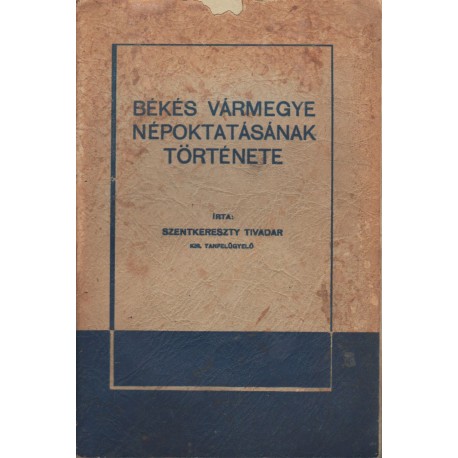 BÉKÉS VÁRMEGYE
NÉPOKTATÁSÁNAK
TÖRTÉNETE
ÍRTA:
SZENTKERESZTY TIVADAR
KIR. TANFELÜGYELŐ